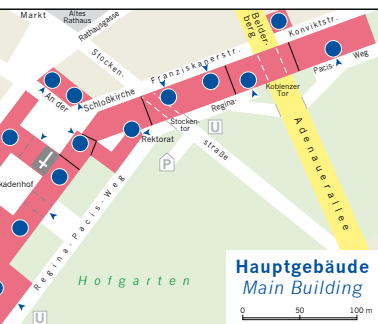 Markt
Altes
Rathaus
Rathausgasse
Stocken-
straße
Belder-
berg
Konviktstr.
Franziskanerstr.
An der
Schloßkirche
Regina-
Pacis-
Weg
Koblenzer
Tor
Stocken-
tor
U
Rektorat
P
Adenauerallee
kadenhof
Regina-Pacis-Weg
Hofgarten
U
Hauptgebäude
Main Building
0 50 100 m